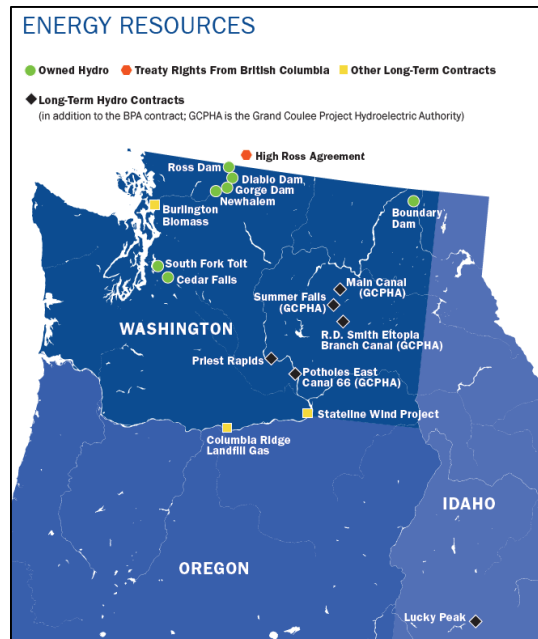 ENERGY RESOURCES
Owned Hydro
Treaty Rights From British Columbia
Other Long-Term Contracts
Long-Term Hydro Contracts
(in addition to the BPA contract; GCPHA is the Grand Coulee Project Hydroelectric Authority)
High Ross Agreement
Ross Dam
Diablo Dam
Gorge Dam
Newhalem
Burlington
Biomass
Boundary
Dam
South Fork Tolt
Cedar Falls
Main Canal
(GCPHA)
Summer Falls
(GCPHA)
R.D. Smith Eltopia
Branch Canal (GCPHA)
WASHINGTON
Priest Rapids
Potholes East
Canal 66 (GCPHA)
Stateline Wind Project
Columbia Ridge
Landfill Gas
IDAHO
OREGON
Lucky Peak